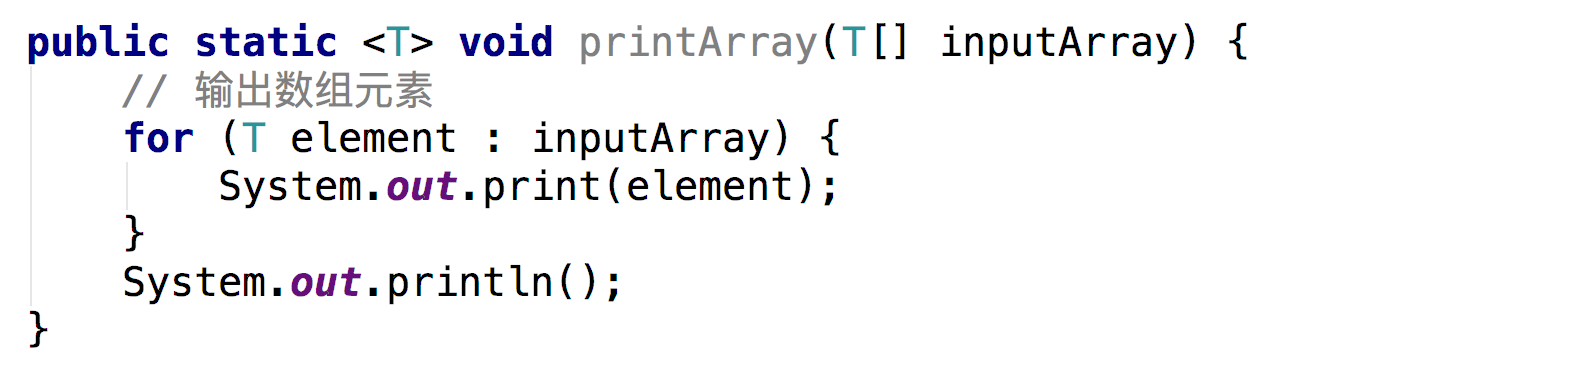 public static <T> void printArray(T[] inputArray) {
    // 输出数组元素
    for (T element : inputArray) {
        System.out.print(element);
    }
    System.out.println();
}